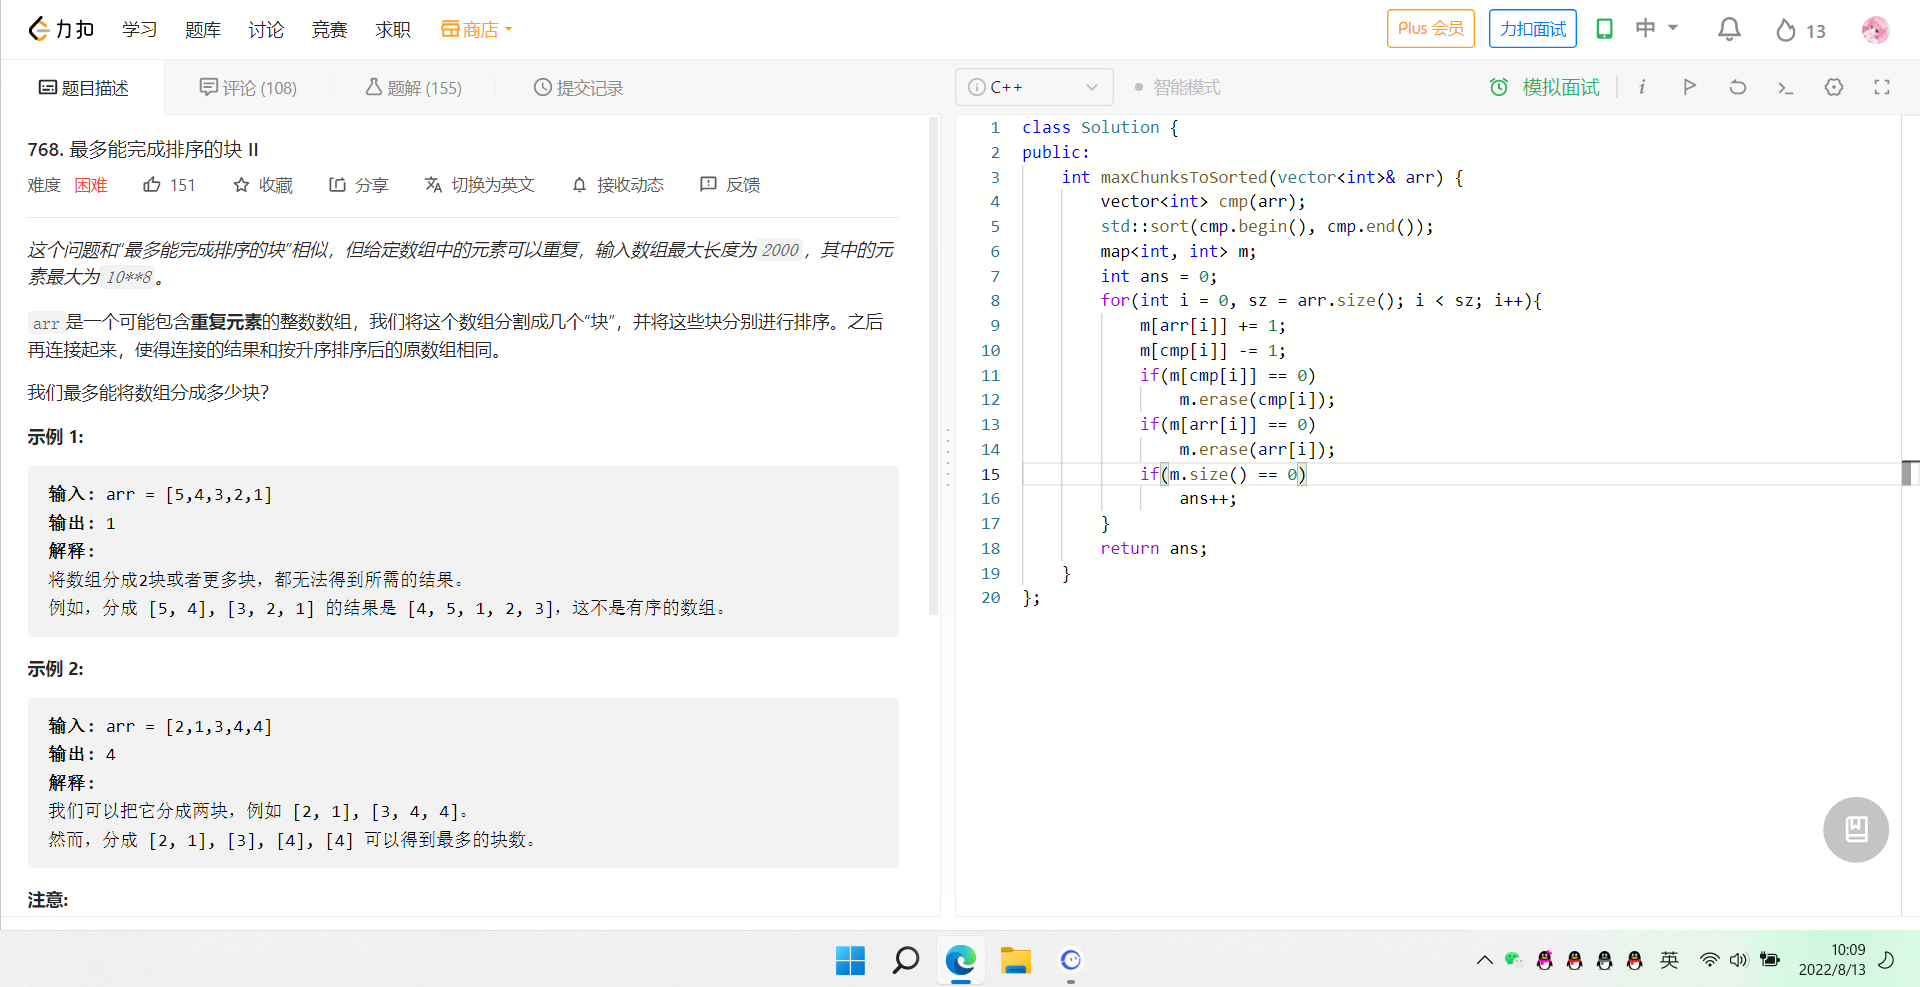 力扣 学习 题库 讨论 竞赛 求职 商店 Plus 会员 力扣面试 中 13
题目描述 评论 (108) 题解 (155) 提交记录 C++ 智能模式 模拟面试
768. 最多能完成排序的块 II
难度 困难 151 收藏 分享 切换为英文 接收动态 反馈
这个问题和“最多能完成排序的块”相似，但给定数组中的元素可以重复，输入数组最大长度为 2000 ，其中的元
素最大为 10**8 。
arr 是一个可能包含重复元素的整数数组，我们将这个数组分割成几个“块”，并将这些块分别进行排序。之后
再连接起来，使得连接的结果和按升序排序后的原数组相同。
我们最多能将数组分成多少块？
示例 1:
输入: arr = [5,4,3,2,1]
输出: 1
解释:
将数组分成2块或者更多块，都无法得到所需的结果。
例如，分成 [5, 4], [3, 2, 1] 的结果是 [4, 5, 1, 2, 3]，这不是有序的数组。
示例 2:
输入: arr = [2,1,3,4,4]
输出: 4
解释:
我们可以把它分成两块，例如 [2, 1], [3, 4, 4]。
然而，分成 [2, 1], [3], [4], [4] 可以得到最多的块数。
注意:
1 class Solution {
2 public:
3 int maxChunksToSorted(vector<int>& arr) {
4 vector<int> cmp(arr);
5 std::sort(cmp.begin(), cmp.end());
6 map<int, int> m;
7 int ans = 0;
8 for(int i = 0, sz = arr.size(); i < sz; i++){
9 m[arr[i]] += 1;
10 m[cmp[i]] -= 1;
11 if(m[cmp[i]] == 0)
12 m.erase(cmp[i]);
13 if(m[arr[i]] == 0)
14 m.erase(arr[i]);
15 if(m.size() == 0)
16 ans++;
17 }
18 return ans;
19 }
20 };
英 10:09
2022/8/13